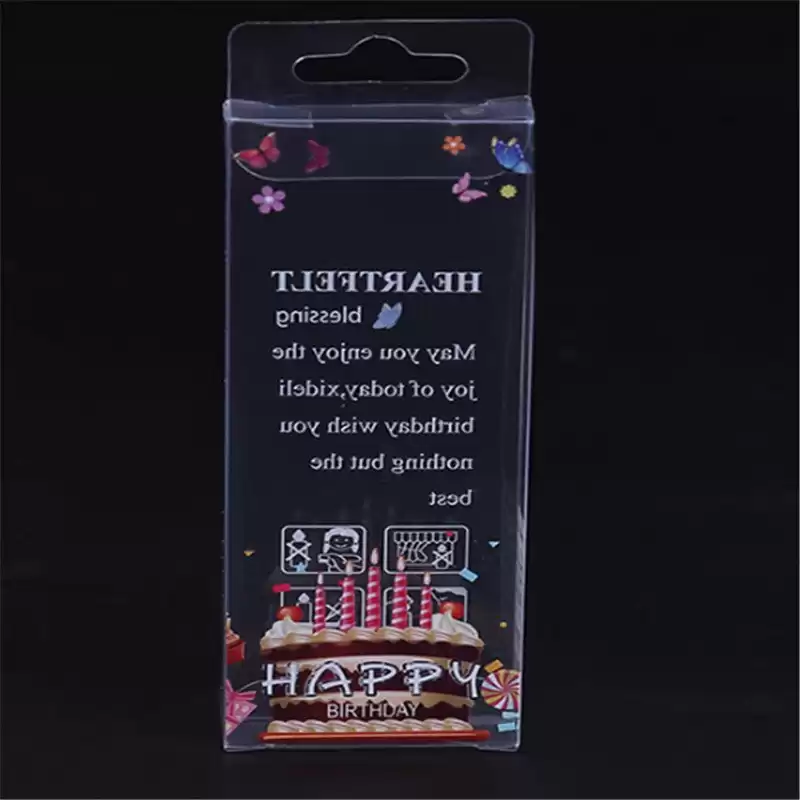 HEARTFELT
blessing
May you enjoy the
joy of today,xideli
birthday wish you
nothing but the
best
HAPPY
BIRTHDAY